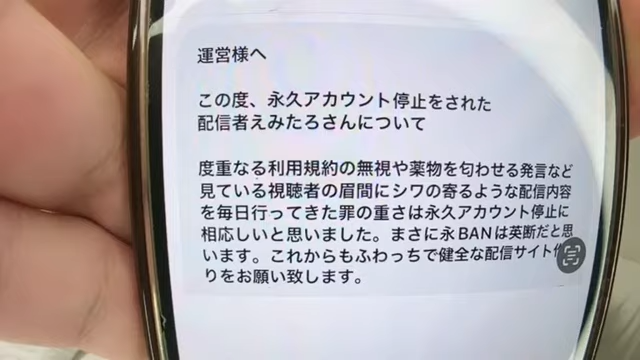 運営様へ
この度、永久アカウント停止をされた
配信者えみたろさんについて
度重なる利用規約の無視や薬物を匂わせる発言など
見ている視聴者の眉間にシワの寄るような配信内容
を毎日行ってきた罪の重さは永久アカウント停止に
相応しいと思いました。まさに永BANは英断だと思
います。これからもふわっちで健全な配信サイト作
りをお願い致します。